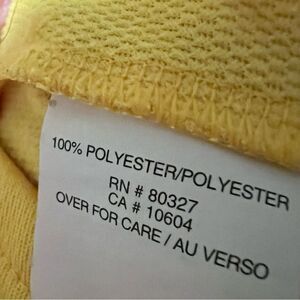 100% POLYESTER/POLYESTER
RN # 80327
CA # 10604
OVER FOR CARE / AU VERSO